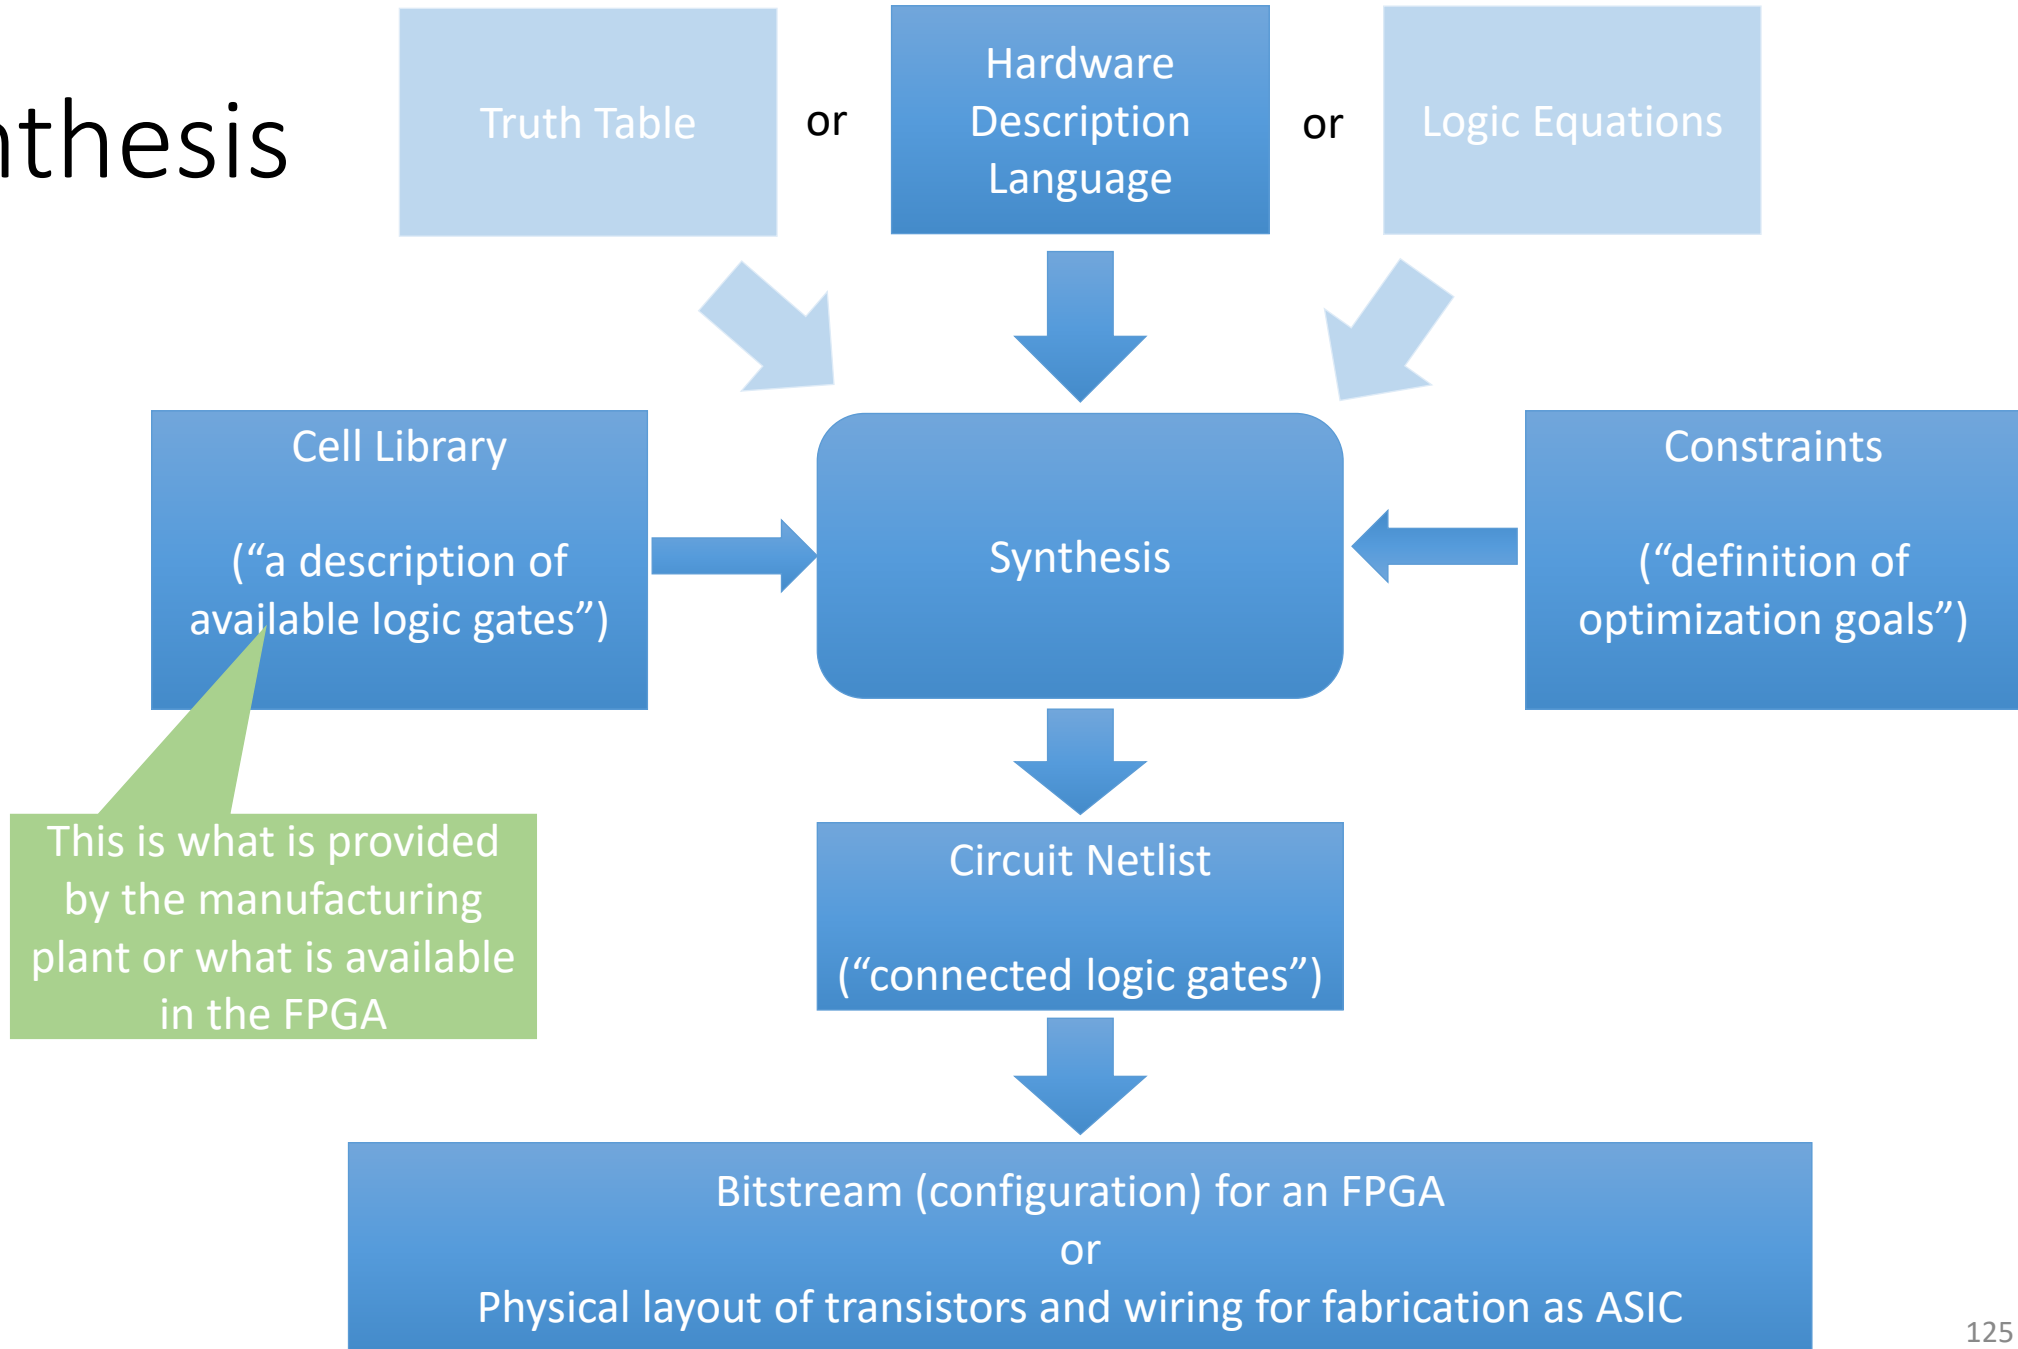 nthesis
Truth Table
or
Hardware
Description
Language
or
Logic Equations
Cell Library
(“a description of
available logic gates”)
Synthesis
Constraints
(“definition of
optimization goals”)
This is what is provided
by the manufacturing
plant or what is available
in the FPGA
Circuit Netlist
(“connected logic gates”)
Bitstream (configuration) for an FPGA
or
Physical layout of transistors and wiring for fabrication as ASIC
125